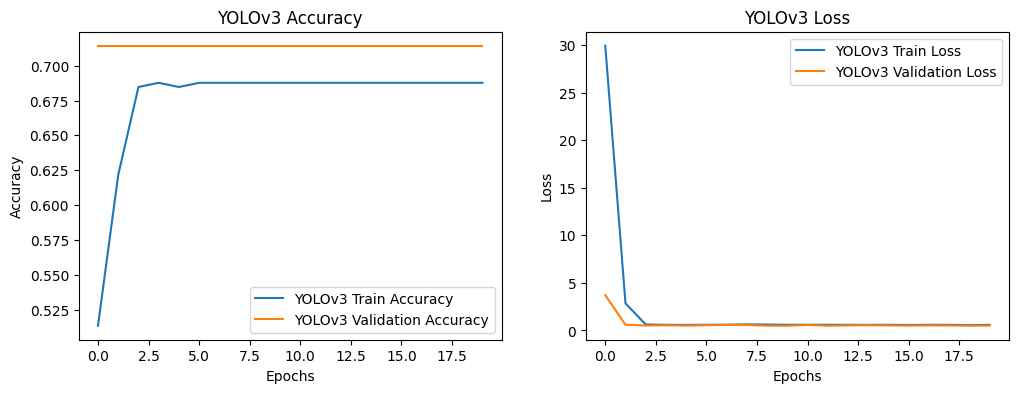 YOLOv3 Accuracy
0.700
0.675
0.650
0.625
0.600
0.575
0.550
0.525
Accuracy
YOLOv3 Train Accuracy
YOLOv3 Validation Accuracy
0.0 2.5 5.0 7.5 10.0 12.5 15.0 17.5
Epochs
YOLOv3 Loss
30
25
20
15
10
5
0
Loss
YOLOv3 Train Loss
YOLOv3 Validation Loss
0.0 2.5 5.0 7.5 10.0 12.5 15.0 17.5
Epochs